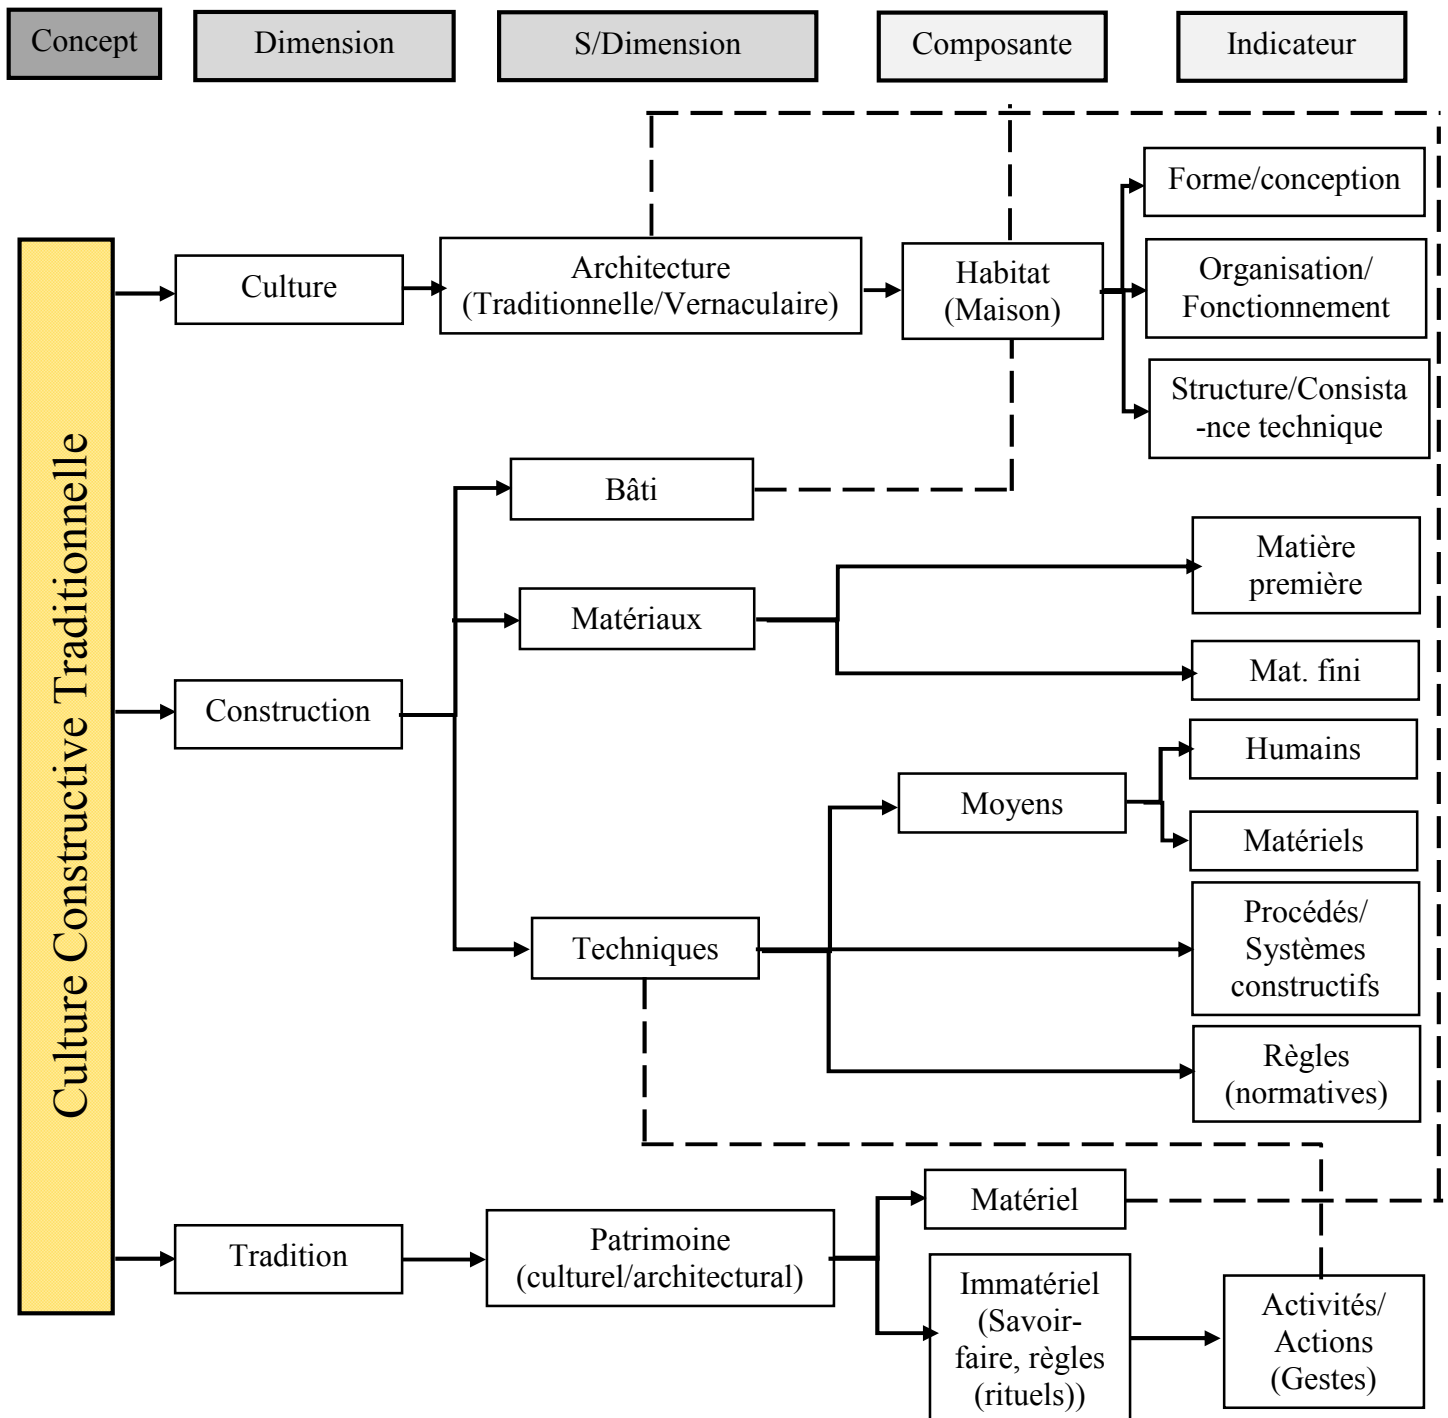 Concept
Dimension
S/Dimension
Composante
Indicateur
Culture Constructive Traditionnelle
Culture
Architecture
(Traditionnelle/Vernaculaire)
Habitat
(Maison)
Forme/conception
Organisation/
Fonctionnement
Structure/Consista
-nce technique
Construction
Bâti
Matériaux
Matière
première
Mat. fini
Techniques
Moyens
Humains
Matériels
Procédés/
Systèmes
constructifs
Règles
(normatives)
Tradition
Patrimoine
(culturel/architectural)
Matériel
Immatériel
(Savoir-
faire, règles
(rituels))
Activités/
Actions
(Gestes)